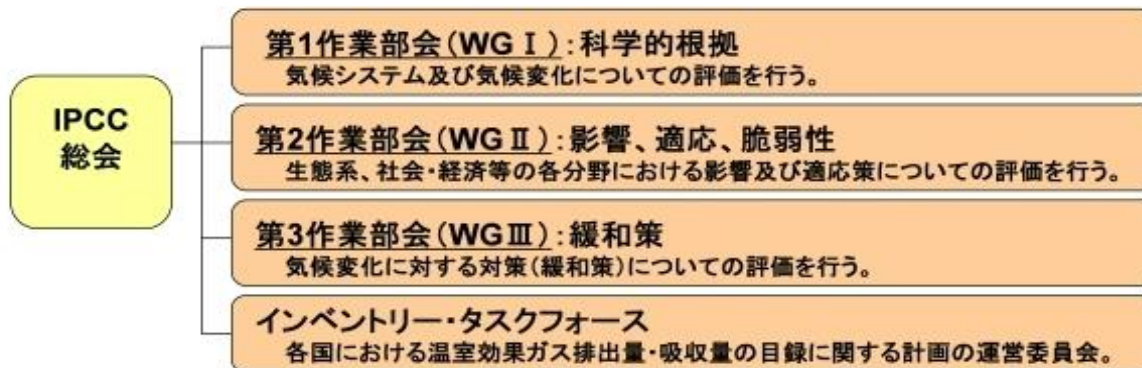 IPCC
総会
第1作業部会(WGⅠ):科学的根拠
気候システム及び気候変化についての評価を行う。
第2作業部会(WGⅡ):影響、適応、脆弱性
生態系、社会・経済等の各分野における影響及び適応策についての評価を行う。
第3作業部会(WGⅢ):緩和策
気候変化に対する対策(緩和策)についての評価を行う。
インベントリー・タスクフォース
各国における温室効果ガス排出量・吸収量の目録に関する計画の運営委員会。